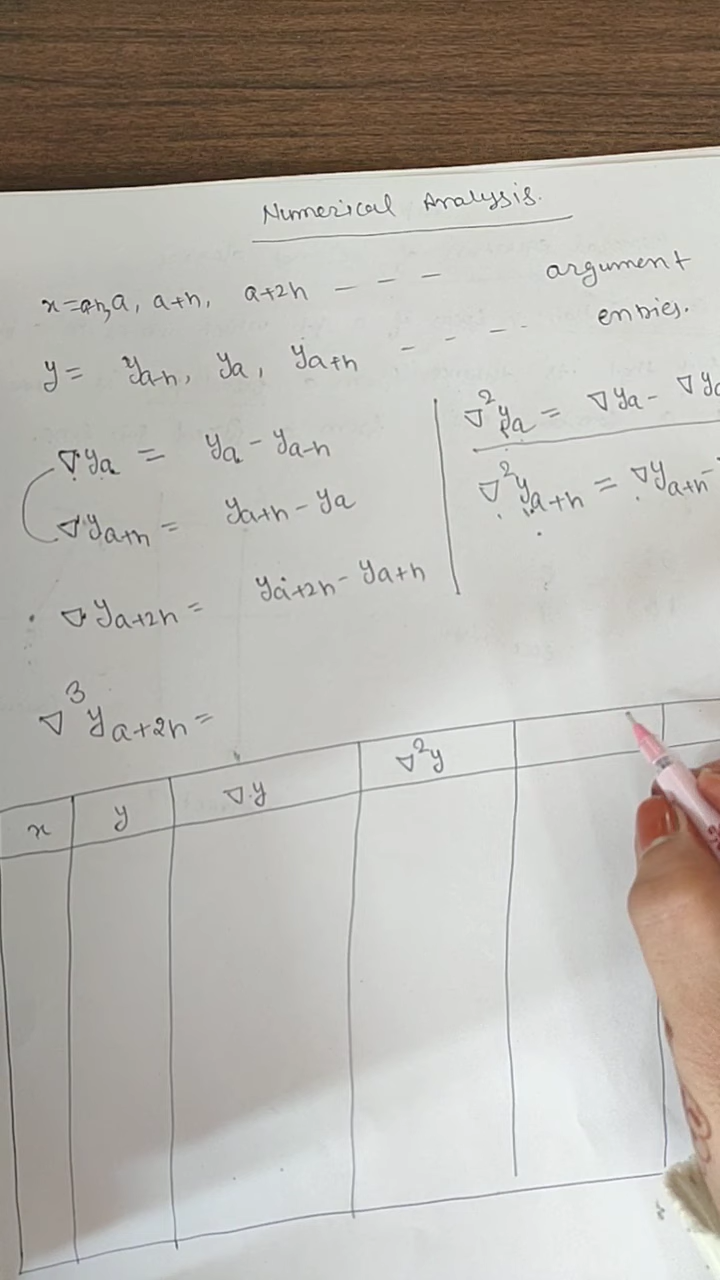 Numerical Analysis.
x=a-h, a, a+h, a+2h - - - argument
y= ya-h, ya, ya+h - - - - entries.
∇ya = ya - ya-h
∇ya+h = ya+h - ya
∇ya+2h = ya+2h - ya+h
∇³ya+2h =
∇²ya = ∇ya - ∇ya
∇²ya+h = ∇ya+h -
x y ∇y ∇²y